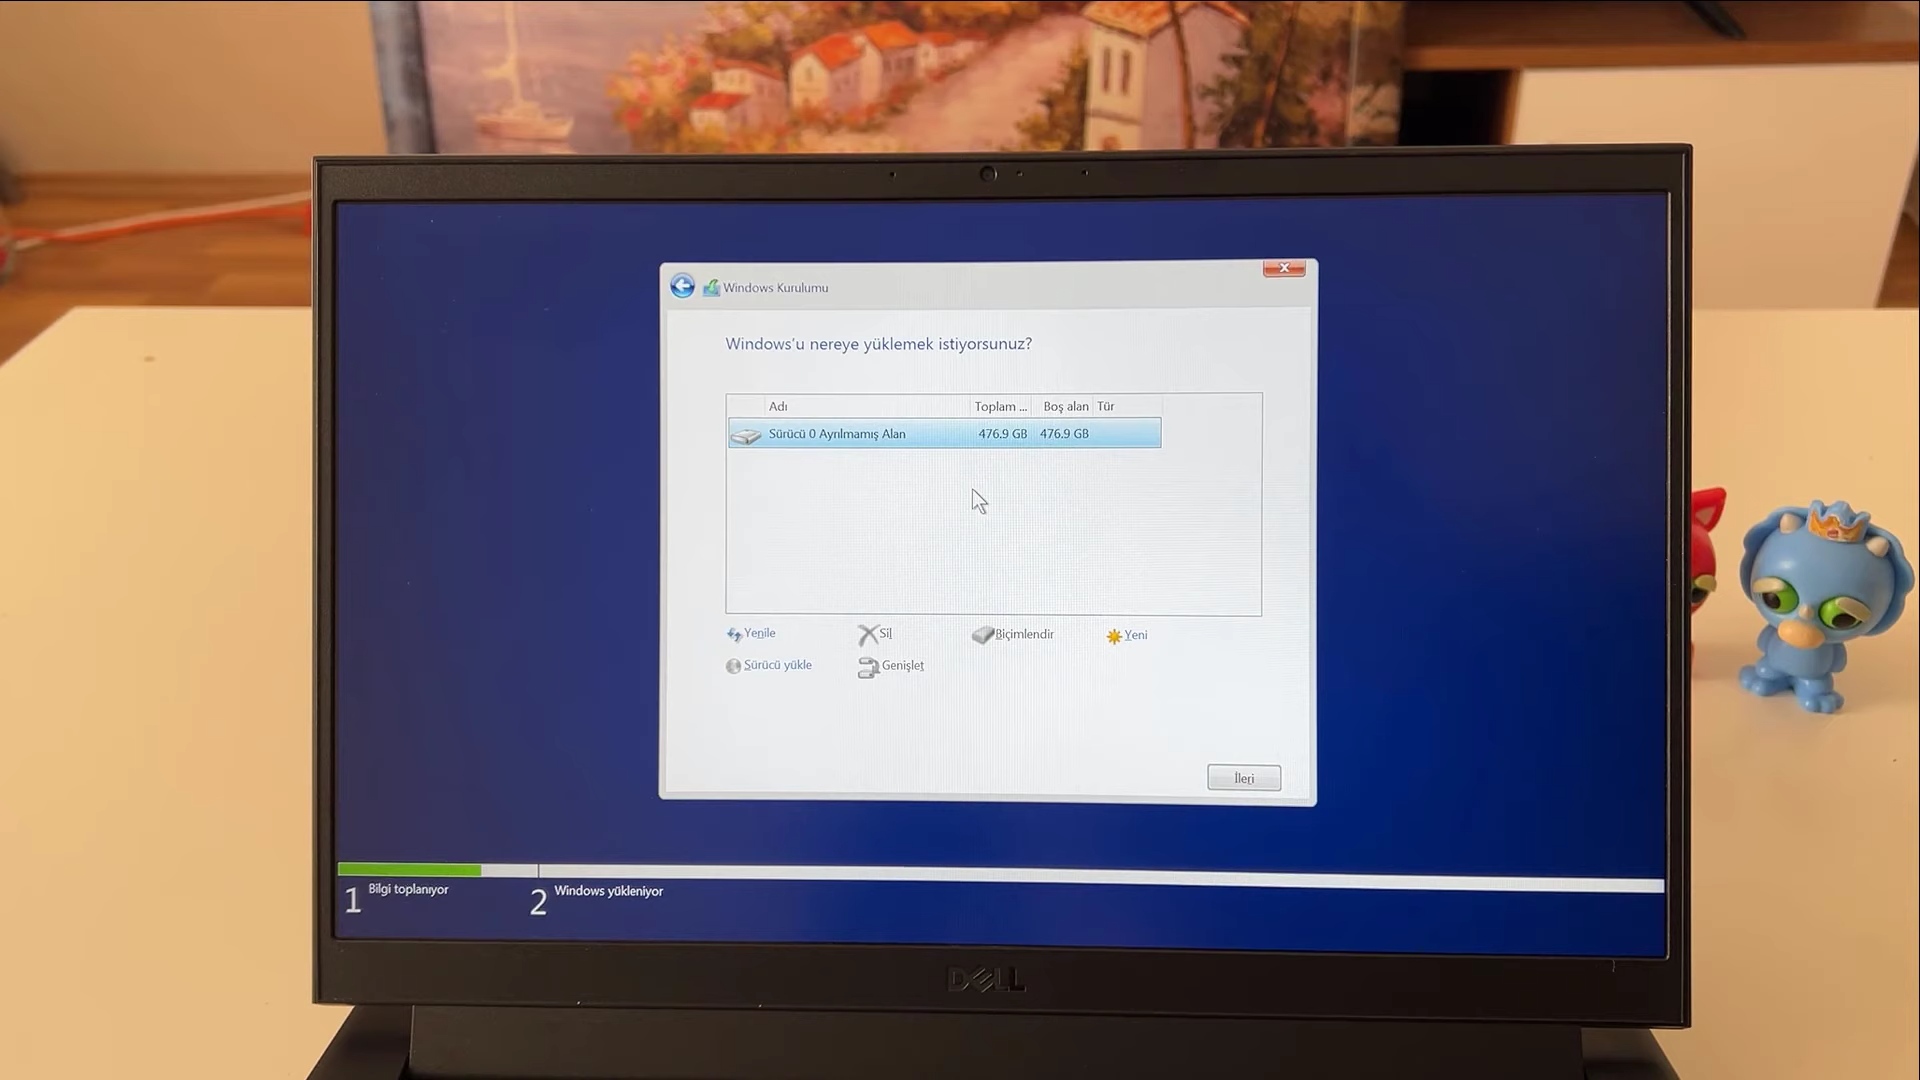 Windows Kurulumu
Windows'u nereye yüklemek istiyorsunuz?
Adı Toplam ... Boş alan Tür
Sürücü 0 Ayrılmamış Alan 476.9 GB 476.9 GB
Yenile Sil Biçimlendir Yeni
Sürücü yükle Genişlet
İleri
1 Bilgi toplanıyor 2 Windows yükleniyor
DELL